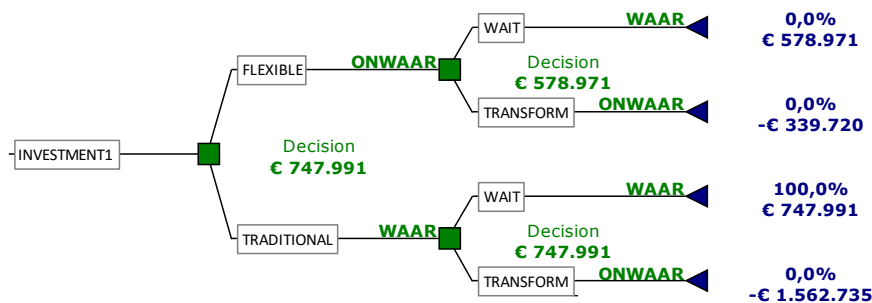 WAIT WAAR 0,0%
€ 578.971
FLEXIBLE ONWAAR Decision
€ 578.971
TRANSFORM ONWAAR 0,0%
-€ 339.720
INVESTMENT1 Decision
€ 747.991
WAIT WAAR 100,0%
€ 747.991
TRADITIONAL WAAR Decision
€ 747.991
TRANSFORM ONWAAR 0,0%
-€ 1.562.735